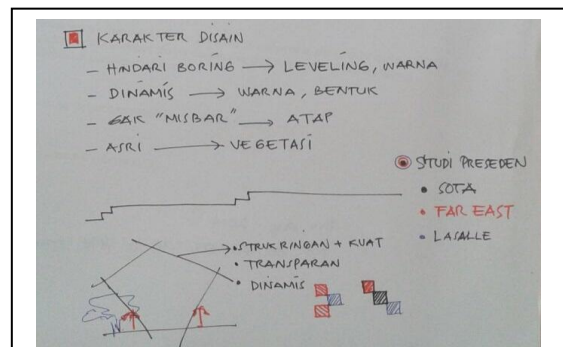 KARAKTER DISAIN
- HINDARI BORING → LEVELING, WARNA
- DINAMIS → WARNA, BENTUK
- GAK "MISBAR" → ATAP
- ASRI → VEGETASI
STUDI PRESEDEN
• SOTA
• FAR EAST
• LASALLE
• STRUK RINGAN + KUAT
• TRANSPARAN
• DINAMIS